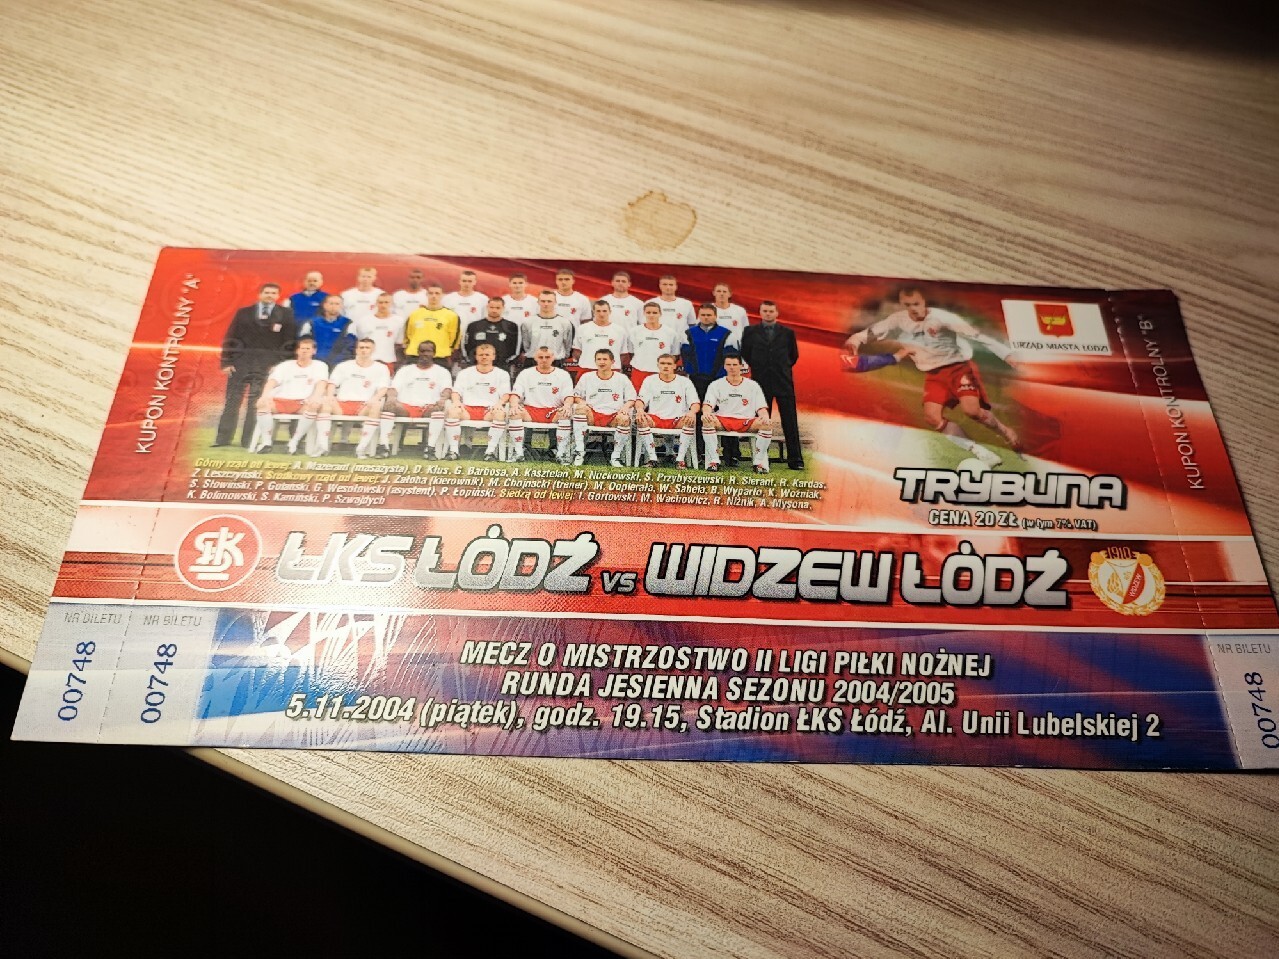 KUPON KONTROLNY "A"
URZĄD MIASTA ŁODZI
KUPON KONTROLNY "B"
Górny rząd od lewej: A. Mazerant (masażysta), D. Kłus, G. Barbosa, A. Kasztelan, M. Nuckowski, S. Przybyszewski, R. Sierant, R. Kardas,
Z. Leszczyński. Środkowy rząd od lewej: J. Załoba (kierownik), M. Chojnacki (trener), M. Dopierała, W. Sabela, B. Wyparło, K. Woźniak,
S. Słowiński, P. Golański, G. Wesołowski (asystent), P. Łopiński. Siedzą od lewej: I. Gortowski, M. Wachowicz, R. Niżnik, A. Mysona,
K. Bolimowski, S. Kamiński, P. Szwajdych
TRYBUNA
CENA 20 ZŁ (w tym 7% VAT)
ŁKS
ŁKS ŁÓDŹ vs WIDZEW ŁÓDŹ
1910
NR BILETU
00748
NR BILETU
00748
MECZ O MISTRZOSTWO II LIGI PIŁKI NOŻNEJ
RUNDA JESIENNA SEZONU 2004/2005
5.11.2004 (piątek), godz. 19.15, Stadion ŁKS Łódź, Al. Unii Lubelskiej 2
NR BILETU
00748